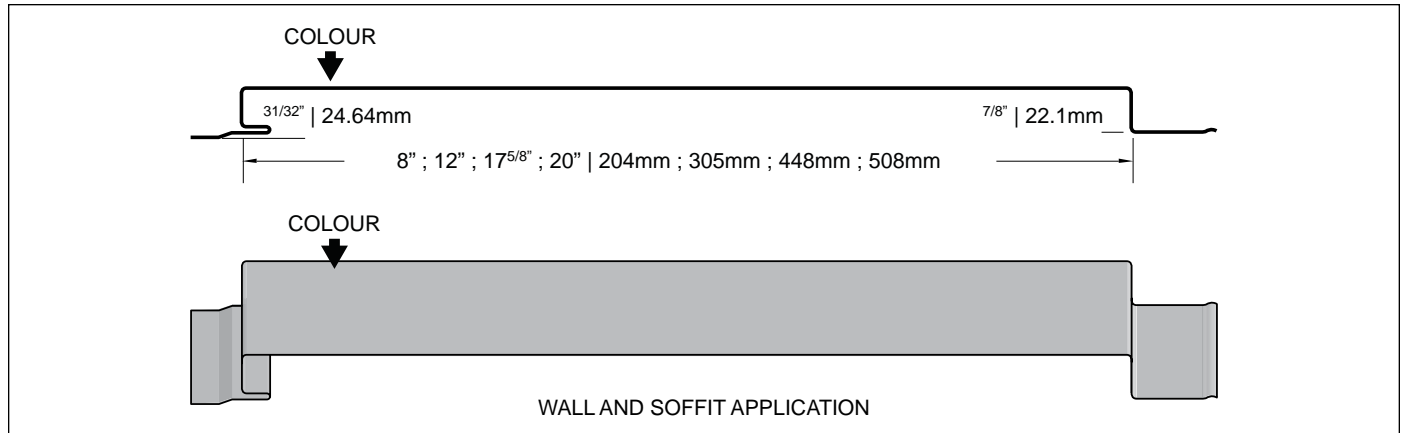 COLOUR
31/32” | 24.64mm
7/8” | 22.1mm
8” ; 12” ; 17 5/8” ; 20” | 204mm ; 305mm ; 448mm ; 508mm
COLOUR
WALL AND SOFFIT APPLICATION